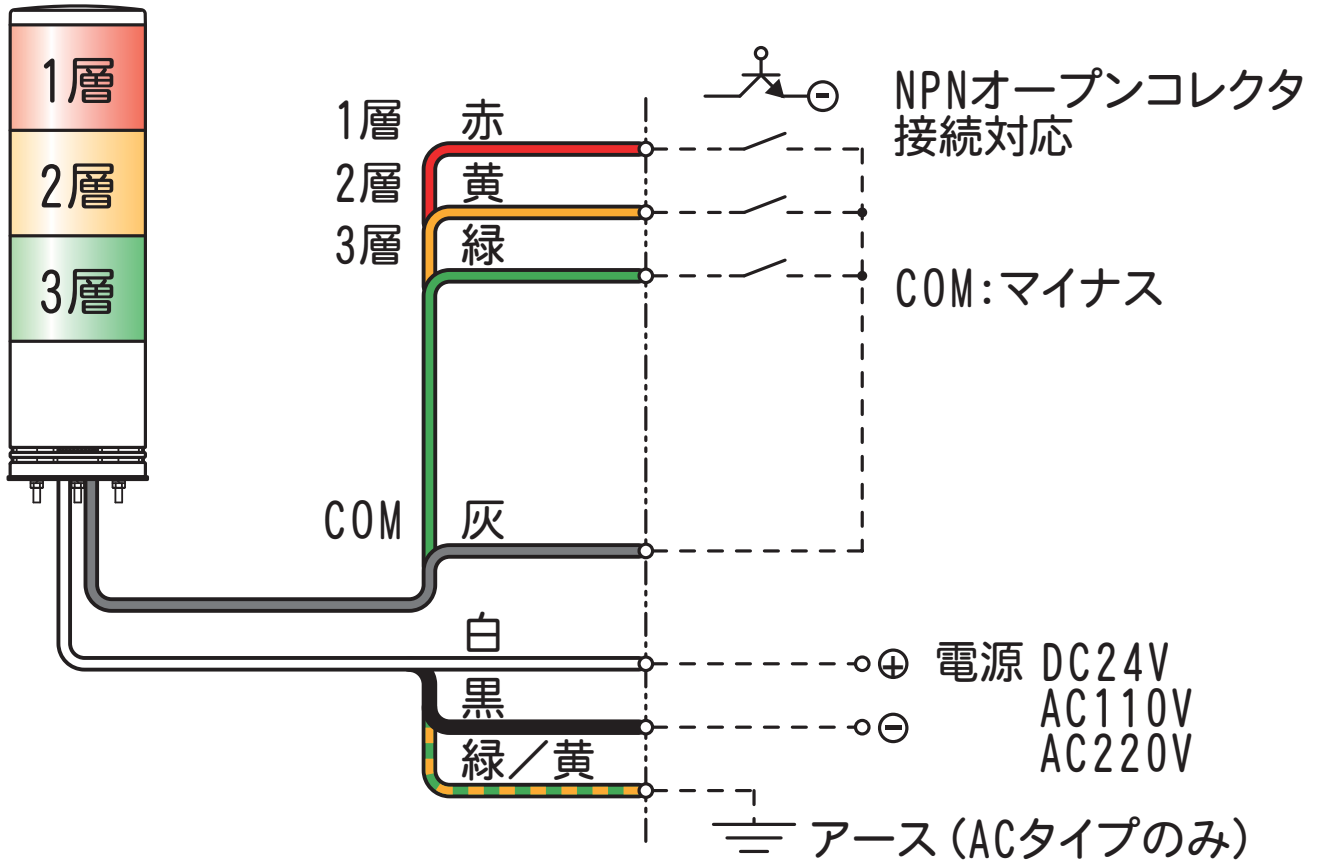 1層
2層
3層
1層 赤
2層 黄
3層 緑
COM 灰
白
黒
緑／黄
NPNオープンコレクタ
接続対応
COM:マイナス
電源 DC24V
AC110V
AC220V
アース(ACタイプのみ)